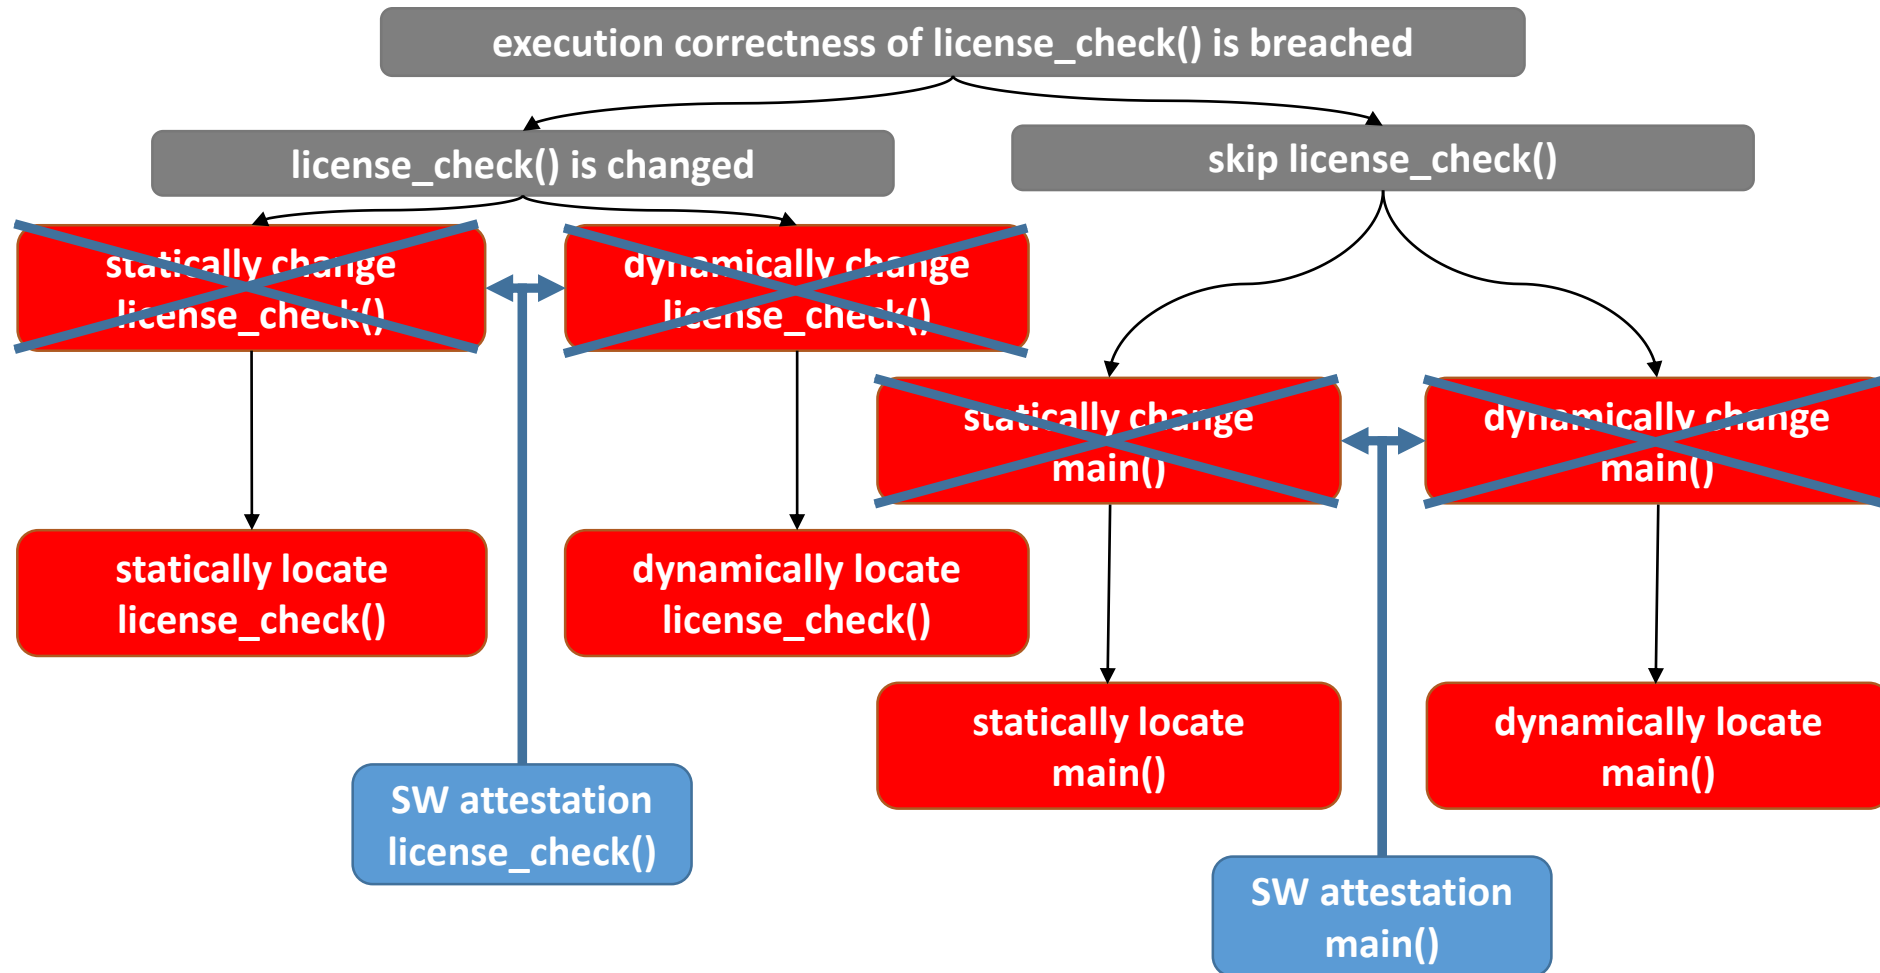 execution correctness of license_check() is breached
license_check() is changed
skip license_check()
statically change
license_check()
dynamically change
license_check()
statically change
main()
dynamically change
main()
statically locate
license_check()
dynamically locate
license_check()
statically locate
main()
dynamically locate
main()
SW attestation
license_check()
SW attestation
main()